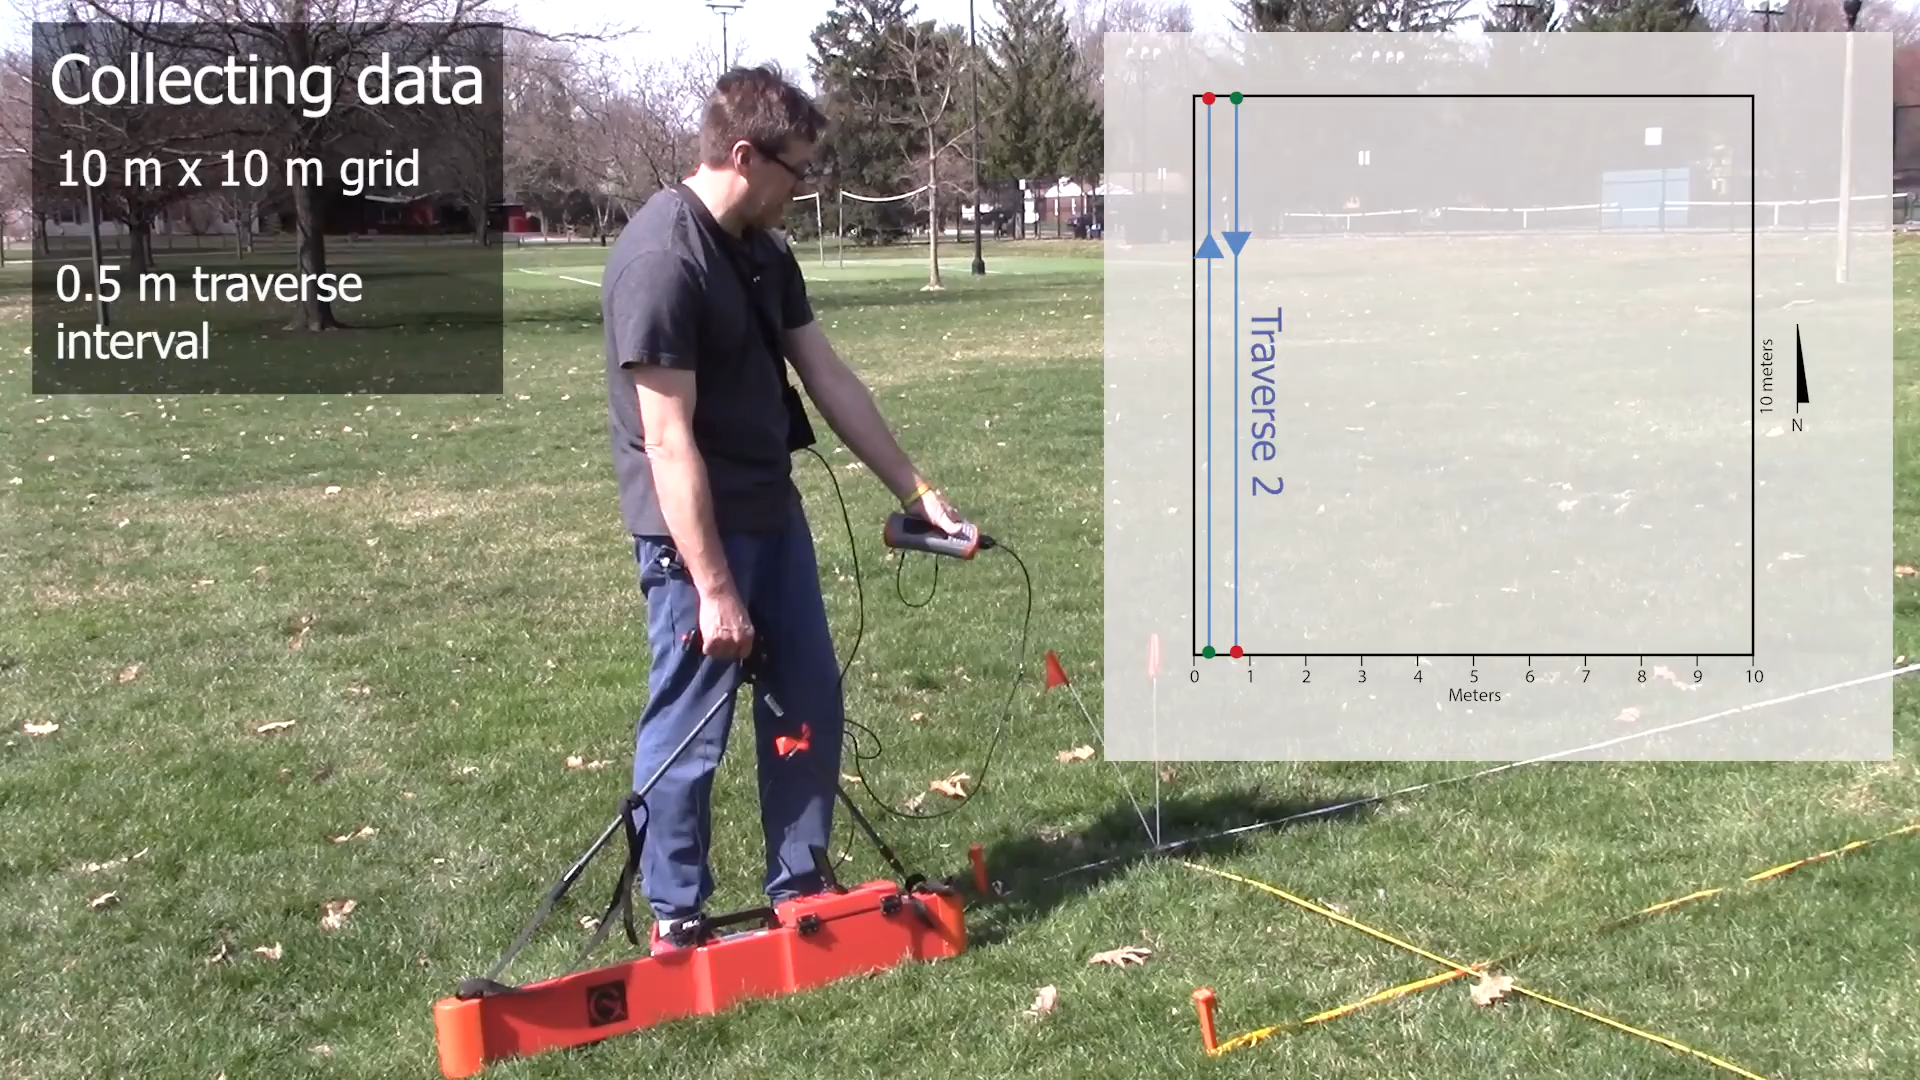 Collecting data
10 m x 10 m grid
0.5 m traverse
interval
Traverse 2
10 meters
N
0 1 2 3 4 5 6 7 8 9 10
Meters